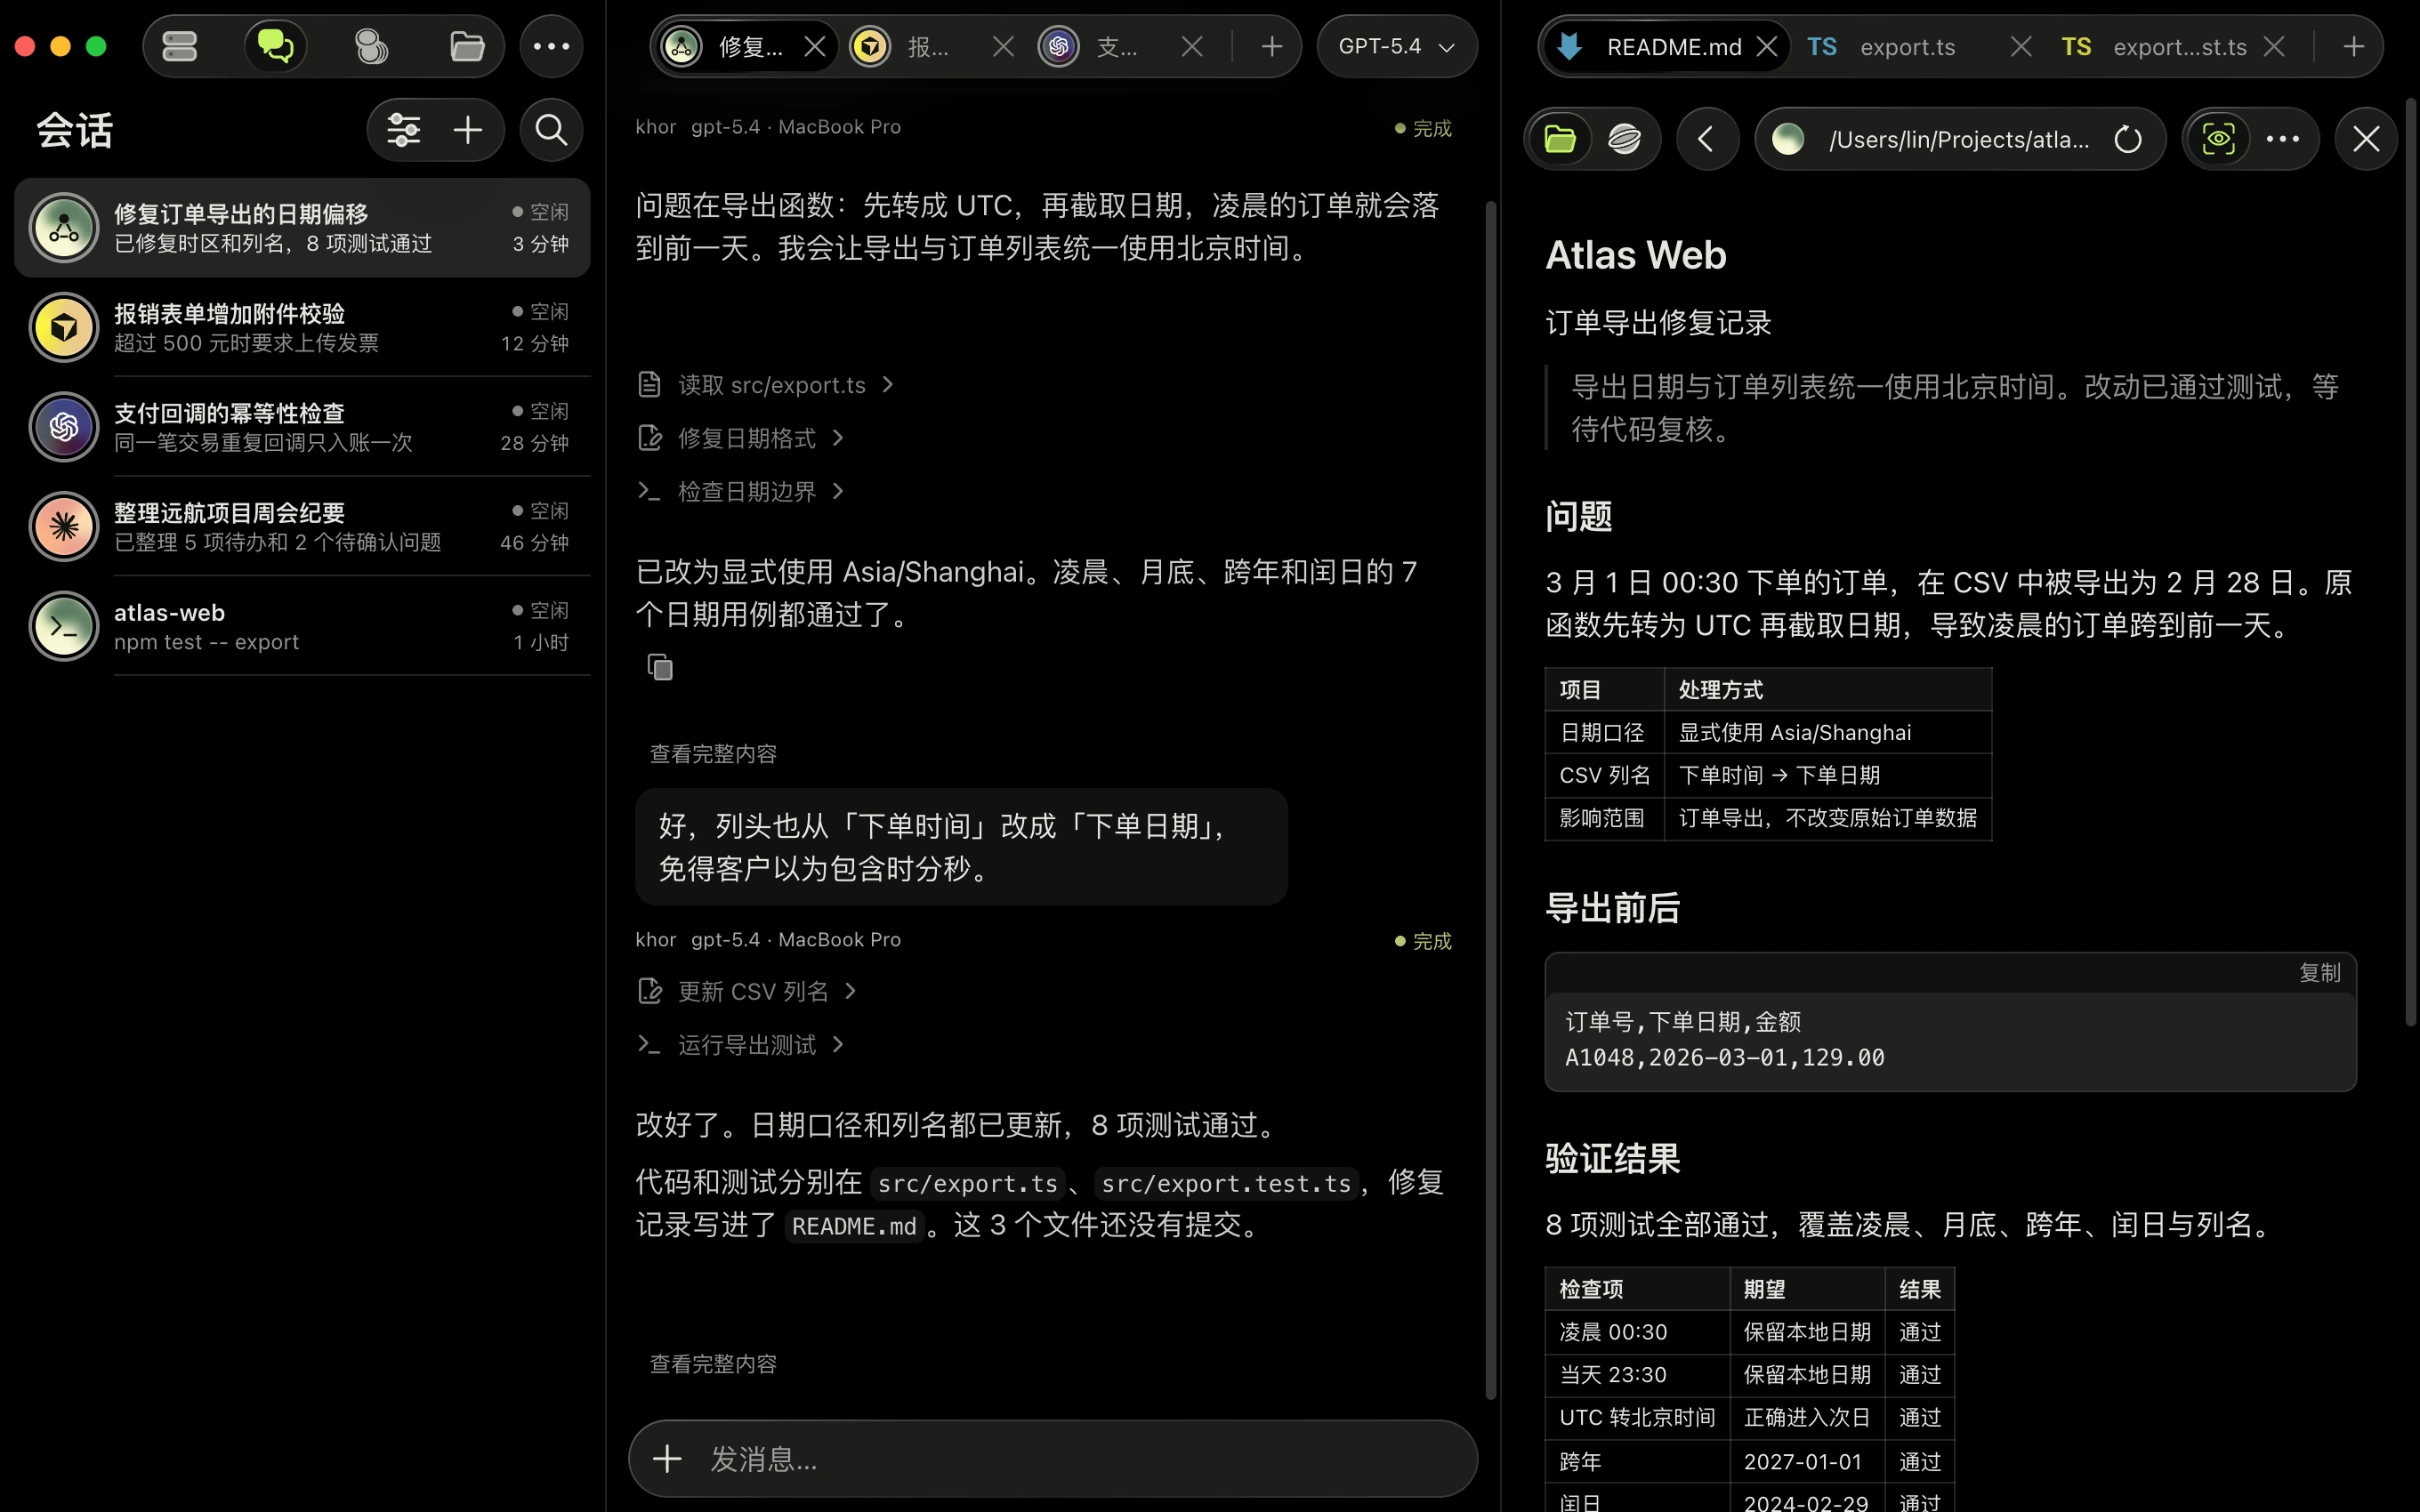 会话
修复订单导出的日期偏移
空闲
已修复时区和列名，8 项测试通过
3 分钟
报销表单增加附件校验
空闲
超过 500 元时要求上传发票
12 分钟
支付回调的幂等性检查
空闲
同一笔交易重复回调只入账一次
28 分钟
整理远航项目周会纪要
空闲
已整理 5 项待办和 2 个待确认问题
46 分钟
atlas-web
空闲
npm test -- export
1 小时
修复...
报...
支...
GPT-5.4
khor gpt-5.4 · MacBook Pro
完成
问题在导出函数：先转成 UTC，再截取日期，凌晨的订单就会落
到前一天。我会让导出与订单列表统一使用北京时间。
读取 src/export.ts
修复日期格式
检查日期边界
已改为显式使用 Asia/Shanghai。凌晨、月底、跨年和闰日的 7
个日期用例都通过了。
查看完整内容
好，列头也从「下单时间」改成「下单日期」，
免得客户以为包含时分秒。
khor gpt-5.4 · MacBook Pro
完成
更新 CSV 列名
运行导出测试
改好了。日期口径和列名都已更新，8 项测试通过。
代码和测试分别在 src/export.ts、src/export.test.ts，修复
记录写进了 README.md。这 3 个文件还没有提交。
查看完整内容
发消息...
README.md
TS export.ts
TS export...st.ts
/Users/lin/Projects/atla...
Atlas Web
订单导出修复记录
导出日期与订单列表统一使用北京时间。改动已通过测试，等
待代码复核。
问题
3 月 1 日 00:30 下单的订单，在 CSV 中被导出为 2 月 28 日。原
函数先转为 UTC 再截取日期，导致凌晨的订单跨到前一天。
项目 处理方式
日期口径 显式使用 Asia/Shanghai
CSV 列名 下单时间 → 下单日期
影响范围 订单导出，不改变原始订单数据
导出前后
复制
订单号,下单日期,金额
A1048,2026-03-01,129.00
验证结果
8 项测试全部通过，覆盖凌晨、月底、跨年、闰日与列名。
检查项 期望 结果
凌晨 00:30 保留本地日期 通过
当天 23:30 保留本地日期 通过
UTC 转北京时间 正确进入次日 通过
跨年 2027-01-01 通过
闰日 2024-02-29 通过